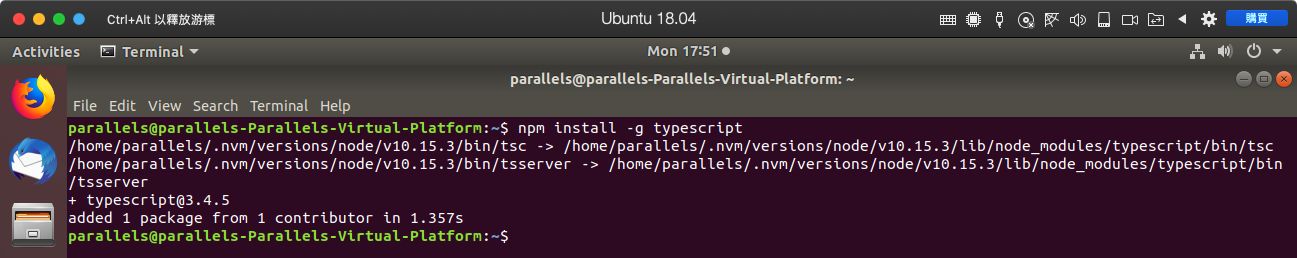 Ctrl+Alt 以釋放游標
Ubuntu 18.04
購買
Activities
Terminal
Mon 17:51
parallels@parallels-Parallels-Virtual-Platform: ~
File Edit View Search Terminal Help
parallels@parallels-Parallels-Virtual-Platform:~$ npm install -g typescript
/home/parallels/.nvm/versions/node/v10.15.3/bin/tsc -> /home/parallels/.nvm/versions/node/v10.15.3/lib/node_modules/typescript/bin/tsc
/home/parallels/.nvm/versions/node/v10.15.3/bin/tsserver -> /home/parallels/.nvm/versions/node/v10.15.3/lib/node_modules/typescript/bin
/tsserver
+ typescript@3.4.5
added 1 package from 1 contributor in 1.357s
parallels@parallels-Parallels-Virtual-Platform:~$